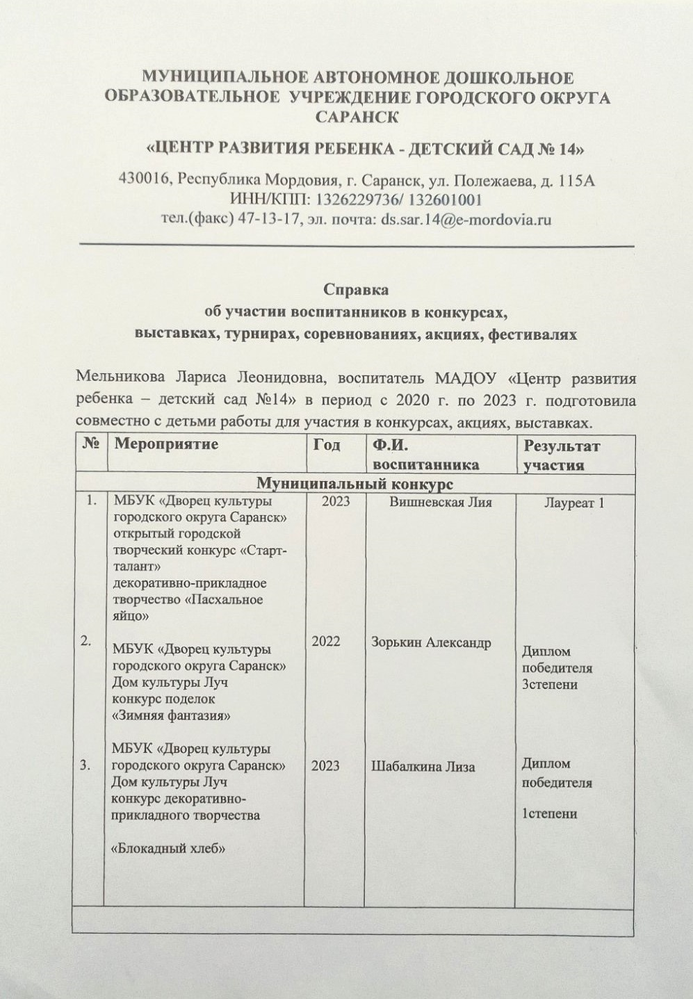 МУНИЦИПАЛЬНОЕ АВТОНОМНОЕ ДОШКОЛЬНОЕ
ОБРАЗОВАТЕЛЬНОЕ УЧРЕЖДЕНИЕ ГОРОДСКОГО ОКРУГА
САРАНСК
«ЦЕНТР РАЗВИТИЯ РЕБЕНКА - ДЕТСКИЙ САД № 14»
430016, Республика Мордовия, г. Саранск, ул. Полежаева, д. 115А
ИНН/КПП: 1326229736/ 132601001
тел.(факс) 47-13-17, эл. почта: ds.sar.14@e-mordovia.ru
Справка
об участии воспитанников в конкурсах,
выставках, турнирах, соревнованиях, акциях, фестивалях
Мельникова Лариса Леонидовна, воспитатель МАДОУ «Центр развития
ребенка – детский сад №14» в период с 2020 г. по 2023 г. подготовила
совместно с детьми работы для участия в конкурсах, акциях, выставках.
№ Мероприятие Год Ф.И. воспитанника Результат участия
Муниципальный конкурс
1. МБУК «Дворец культуры 2023 Вишневская Лия Лауреат 1
городского округа Саранск»
открытый городской
творческий конкурс «Старт-
талант»
декоративно-прикладное
творчество «Пасхальное
яйцо»
2. 2022 Зорькин Александр
МБУК «Дворец культуры Диплом
городского округа Саранск» победителя
Дом культуры Луч 3степени
конкурс поделок
«Зимняя фантазия»
МБУК «Дворец культуры
3. городского округа Саранск» 2023 Шабалкина Лиза Диплом
Дом культуры Луч победителя
конкурс декоративно-
прикладного творчества 1степени
«Блокадный хлеб»